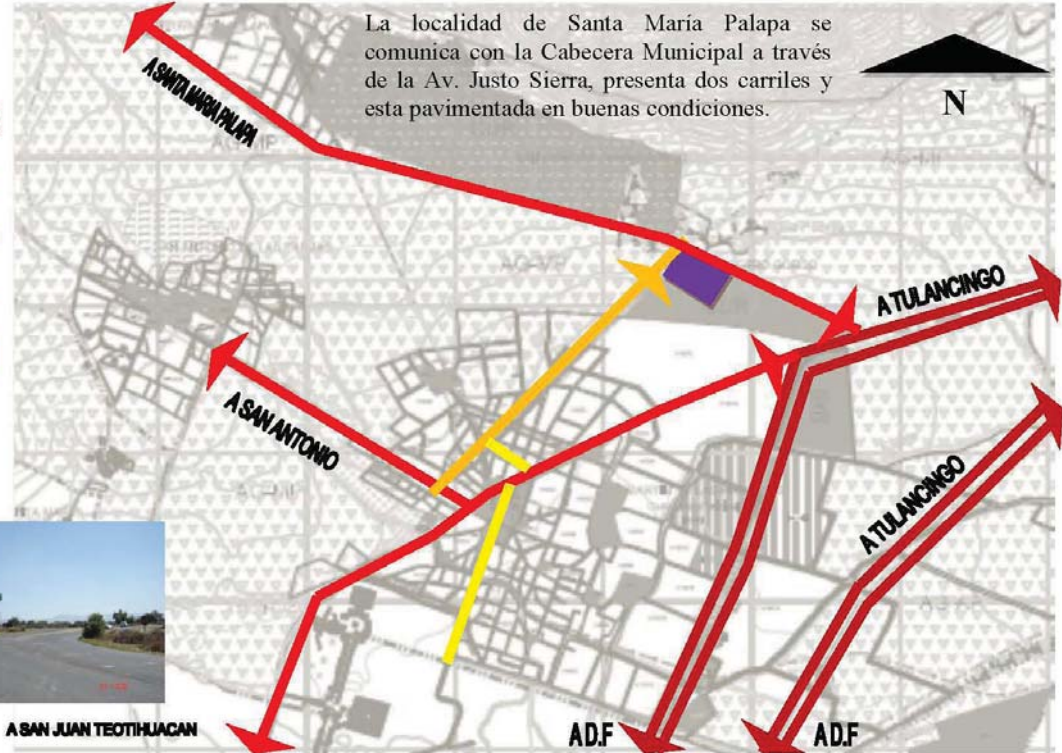 La localidad de Santa María Palapa se
comunica con la Cabecera Municipal a través
de la Av. Justo Sierra, presenta dos carriles y
esta pavimentada en buenas condiciones.
N
A SANTA MARIA PALAPA
A TULANCINGO
A SAN ANTONIO
A TULANCINGO
A SAN JUAN TEOTIHUACAN
A D.F
A D.F